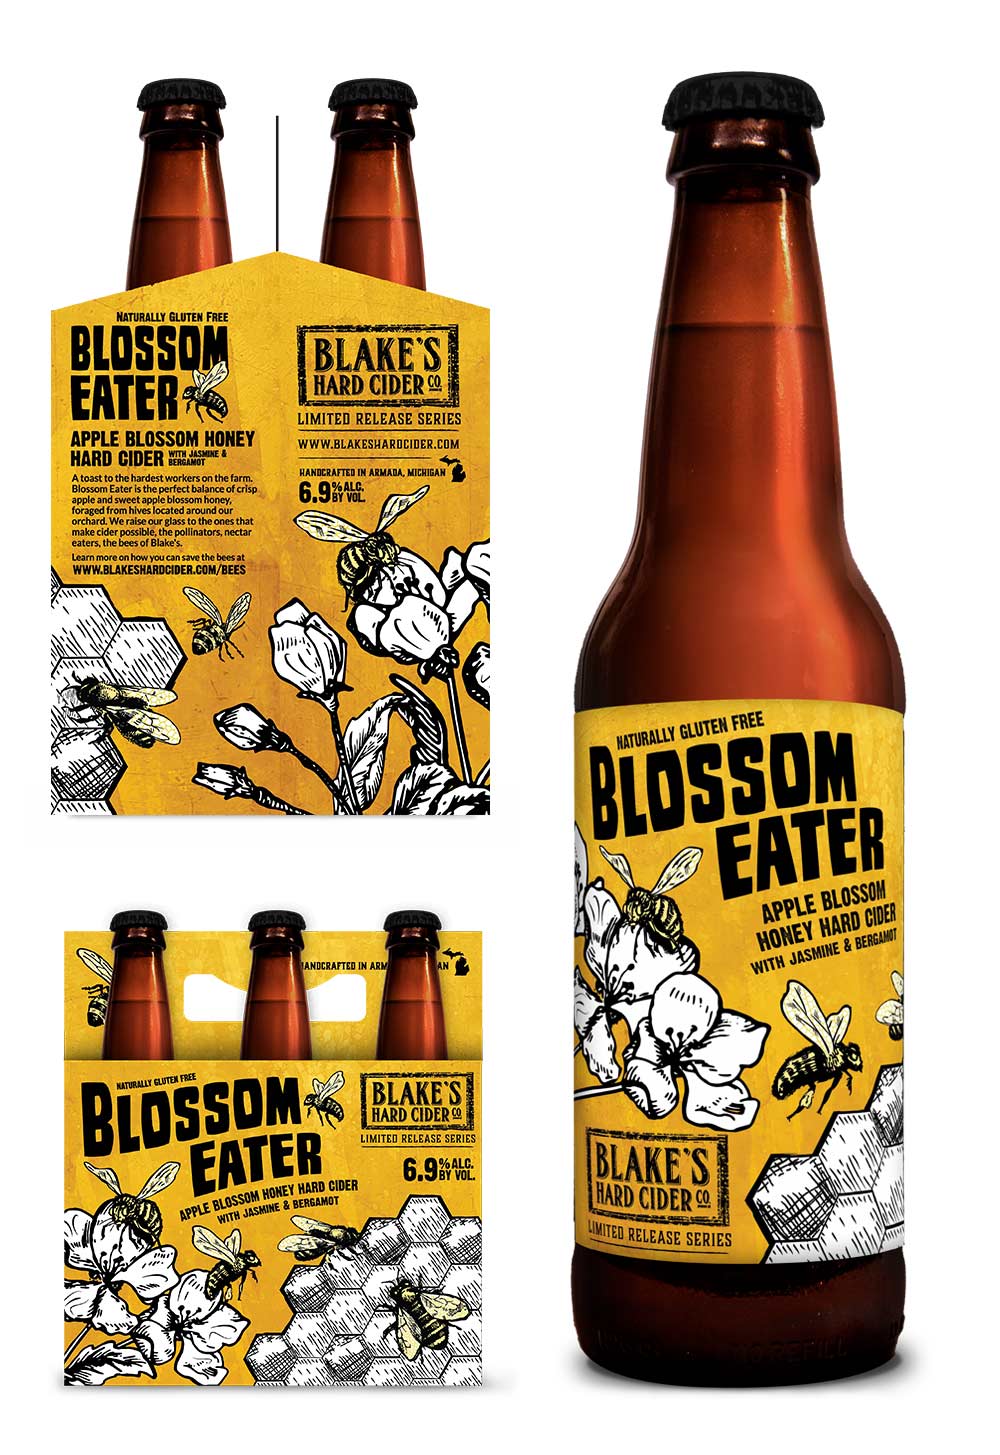 NATURALLY GLUTEN FREE
BLOSSOM
EATER
APPLE BLOSSOM HONEY
HARD CIDER WITH JASMINE &
BERGAMOT
A toast to the hardest workers on the farm.
Blossom Eater is the perfect balance of crisp
apple and sweet apple blossom honey,
foraged from hives located around our
orchard. We raise our glass to the ones that
make cider possible, the pollinators, nectar
eaters, the bees of Blake's.
Learn more on how you can save the bees at
WWW.BLAKESHARDCIDER.COM/BEES
BLAKE'S
HARD CIDER CO.
LIMITED RELEASE SERIES
WWW.BLAKESHARDCIDER.COM
HANDCRAFTED IN ARMADA, MICHIGAN
6.9% ALC.
BY VOL.
HANDCRAFTED IN
NATURALLY GLUTEN FREE
BLOSSOM
EATER
APPLE BLOSSOM HONEY HARD CIDER
WITH JASMINE & BERGAMOT
BLAKE'S
HARD CIDER CO
LIMITED RELEASE SERIES
6.9% ALC.
BY VOL.
NATURALLY GLUTEN FREE
BLOSSOM
EATER
APPLE BLOSSOM
HONEY HARD CIDER
WITH JASMINE & BERGAMOT
BLAKE'S
HARD CIDER CO.
LIMITED RELEASE SERIES
NO REFILL